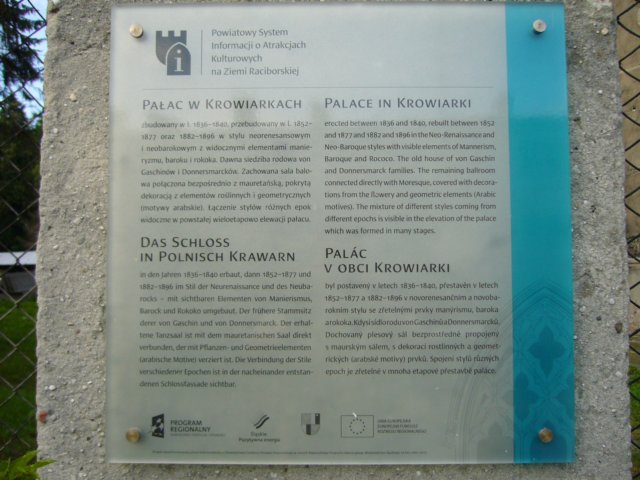 Powiatowy System
Informacji o Atrakcjach
Kulturowych
na Ziemi Raciborskiej
PAŁAC W KROWIARKACH
zbudowany w l. 1836–1840, przebudowany w l. 1852–
1877 oraz 1882–1896 w stylu neorenesansowym
i neobarokowym z widocznymi elementami manie-
ryzmu, baroku i rokoka. Dawna siedziba rodowa von
Gaschinów i Donnersmarcków. Zachowana sala balo-
wa połączona bezpośrednio z mauretańską, pokrytą
dekoracją z elementów roślinnych i geometrycznych
(motywy arabskie). Łączenie stylów różnych epok
widoczne w powstałej wieloetapowo elewacji pałacu.
DAS SCHLOSS
IN POLNISCH KRAWARN
in den Jahren 1836–1840 erbaut, dann 1852–1877 und
1882–1896 im Stil der Neurenaissance und des Neuba-
rocks – mit sichtbaren Elementen von Manierismus,
Barock und Rokoko umgebaut. Der frühere Stammsitz
derer von Gaschin und von Donnersmarck. Der erhal-
tene Tanzsaal ist mit dem mauretanischen Saal direkt
verbunden, der mit Pflanzen- und Geometrieelementen
(arabische Motive) verziert ist. Die Verbindung der Stile
verschiedener Epochen ist in der nacheinander entstan-
denen Schlossfassade sichtbar.
PALACE IN KROWIARKI
erected between 1836 and 1840, rebuilt between 1852
and 1877 and 1882 and 1896 in the Neo-Renaissance and
Neo-Baroque styles with visible elements of Mannerism,
Baroque and Rococo. The old house of von Gaschin
and Donnersmarck families. The remaining ballroom
connected directly with Moresque, covered with decora-
tions from the flowery and geometric elements (Arabic
motives). The mixture of different styles coming from
different epochs is visible in the elevation of the palace
which was formed in many stages.
PALÁC
V OBCI KROWIARKI
byl postavený v letech 1836–1840, přestavěn v letech
1852–1877 a 1882–1896 v novorenesančním a novoba-
rokním stylu se zřetelnými prvky manýrismu, baroka
a rokoka. Kdysi sídlo rodu von Gaschinů a Donnersmarcků.
Dochovaný plesový sál bezprostředně propojený
s maurským sálem, s dekorací rostlinných a geomet-
rických (arabské motivy) prvků. Spojení stylů různých
epoch je zřetelné v mnoha etapové přestavbě paláce.
PROGRAM
REGIONALNY
Śląskie.
Pozytywna energia
UNIA EUROPEJSKA
EUROPEJSKI FUNDUSZ
ROZWOJU REGIONALNEGO